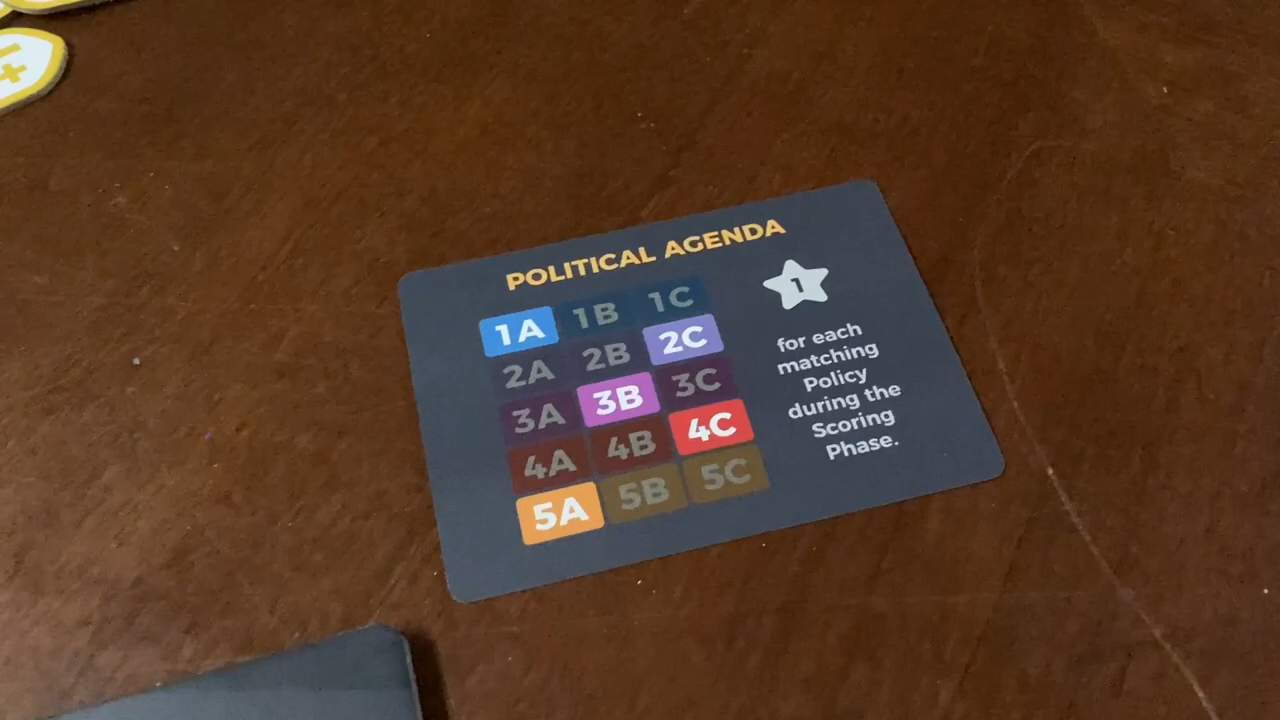 POLITICAL AGENDA
1A 1B 1C
2A 2B 2C
3A 3B 3C
4A 4B 4C
5A 5B 5C
1
for each
matching
Policy
during the
Scoring
Phase.